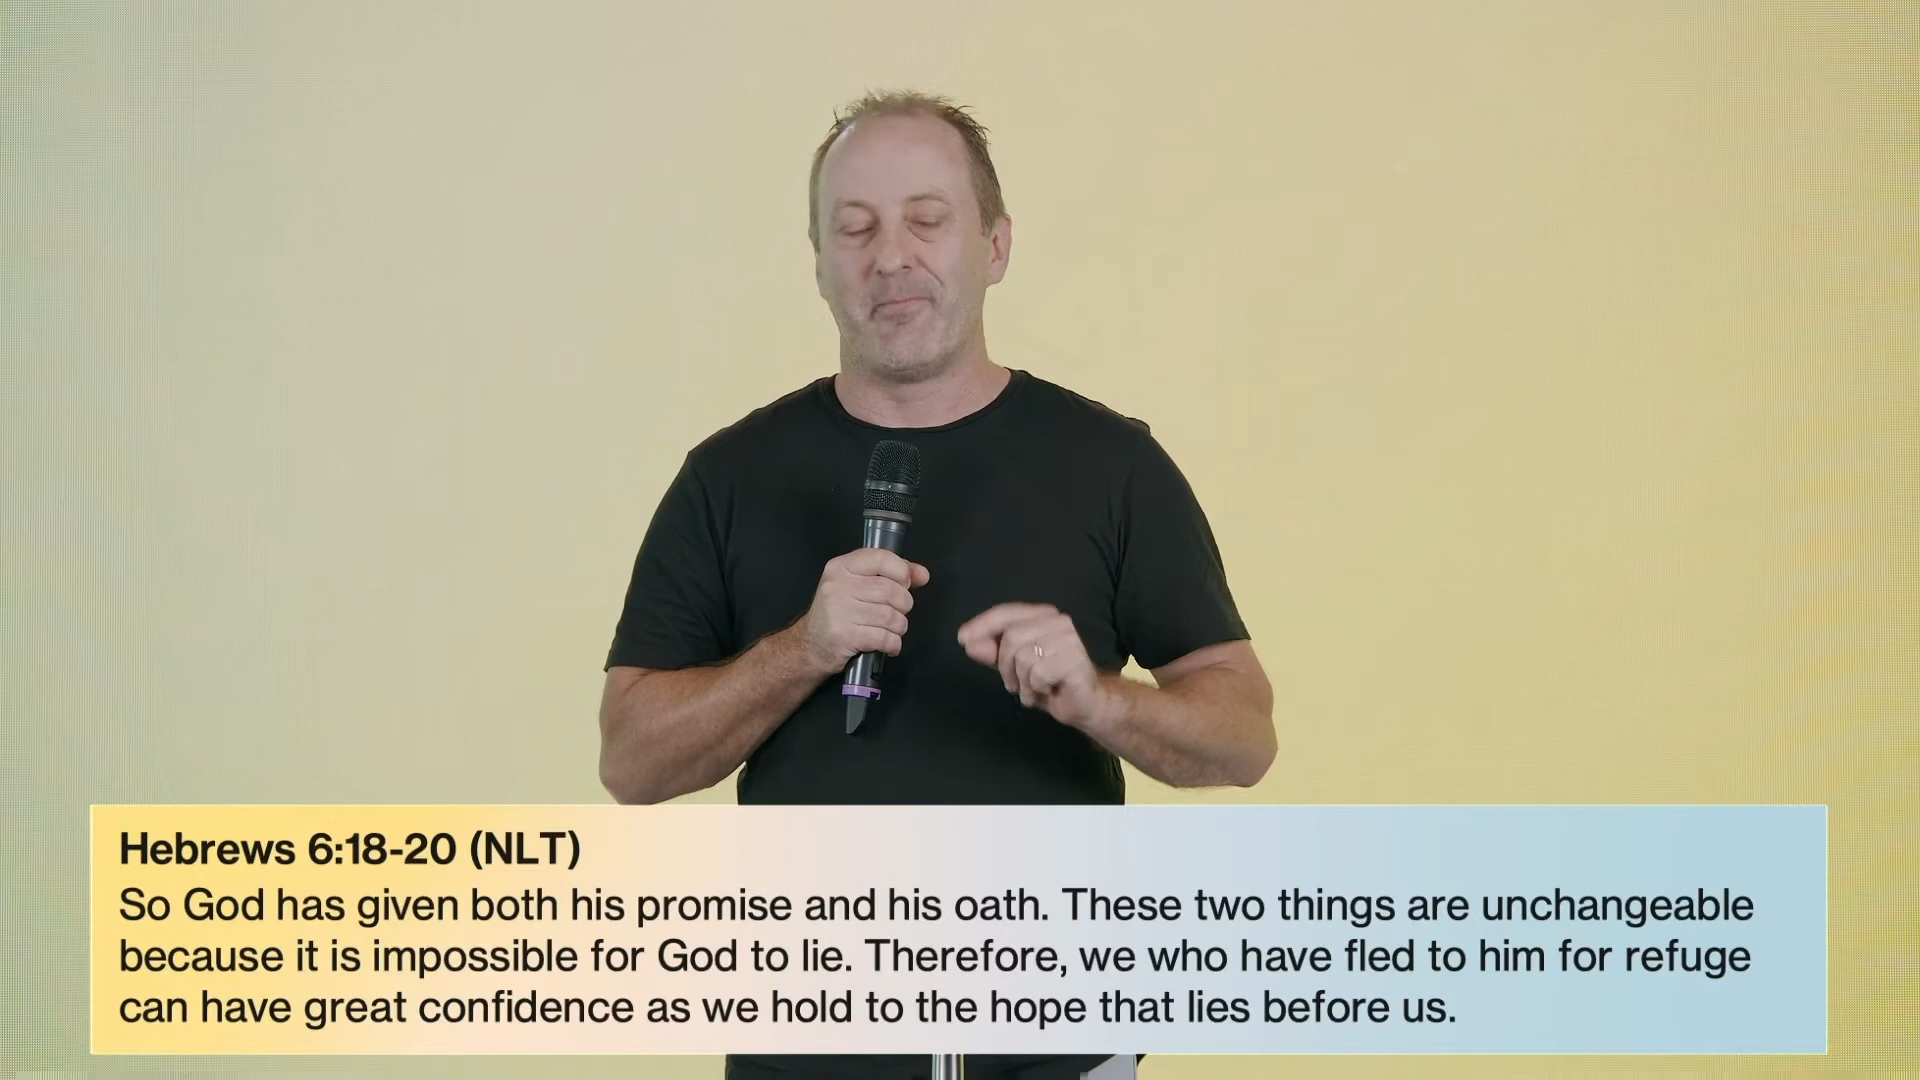 Hebrews 6:18-20 (NLT)
So God has given both his promise and his oath. These two things are unchangeable
because it is impossible for God to lie. Therefore, we who have fled to him for refuge
can have great confidence as we hold to the hope that lies before us.